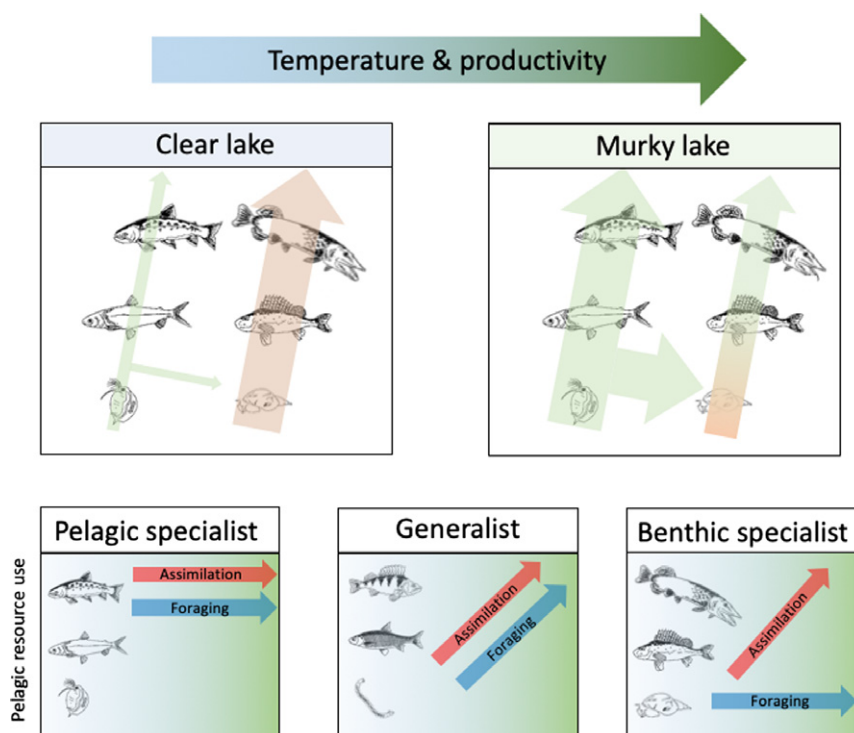 Temperature & productivity
Clear lake
Murky lake
Pelagic specialist
Generalist
Benthic specialist
Pelagic resource use
Assimilation
Foraging
Assimilation
Foraging
Assimilation
Foraging